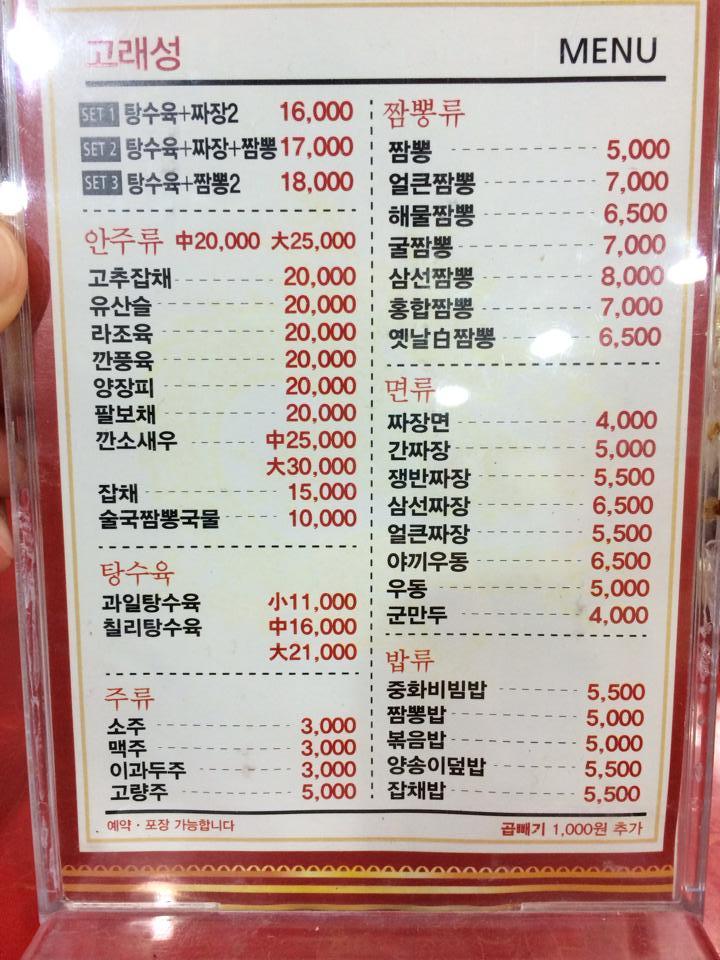 고래성
MENU
SET 1 탕수육+짜장2 16,000
SET 2 탕수육+짜장+짬뽕 17,000
SET 3 탕수육+짬뽕2 18,000
안주류 中20,000 大25,000
고추잡채 20,000
유산슬 20,000
라조육 20,000
깐풍육 20,000
양장피 20,000
팔보채 20,000
깐소새우 中25,000
大30,000
잡채 15,000
술국짬뽕국물 10,000
탕수육
과일탕수육 小11,000
칠리탕수육 中16,000
大21,000
주류
소주 3,000
맥주 3,000
이과두주 3,000
고량주 5,000
짬뽕류
짬뽕 5,000
얼큰짬뽕 7,000
해물짬뽕 6,500
굴짬뽕 7,000
삼선짬뽕 8,000
홍합짬뽕 7,000
옛날白짬뽕 6,500
면류
짜장면 4,000
간짜장 5,000
쟁반짜장 5,500
삼선짜장 6,500
얼큰짜장 5,500
야끼우동 6,500
우동 5,000
군만두 4,000
밥류
중화비빔밥 5,500
짬뽕밥 5,000
볶음밥 5,000
양송이덮밥 5,500
잡채밥 5,500
예약 · 포장 가능합니다
곱빼기 1,000원 추가